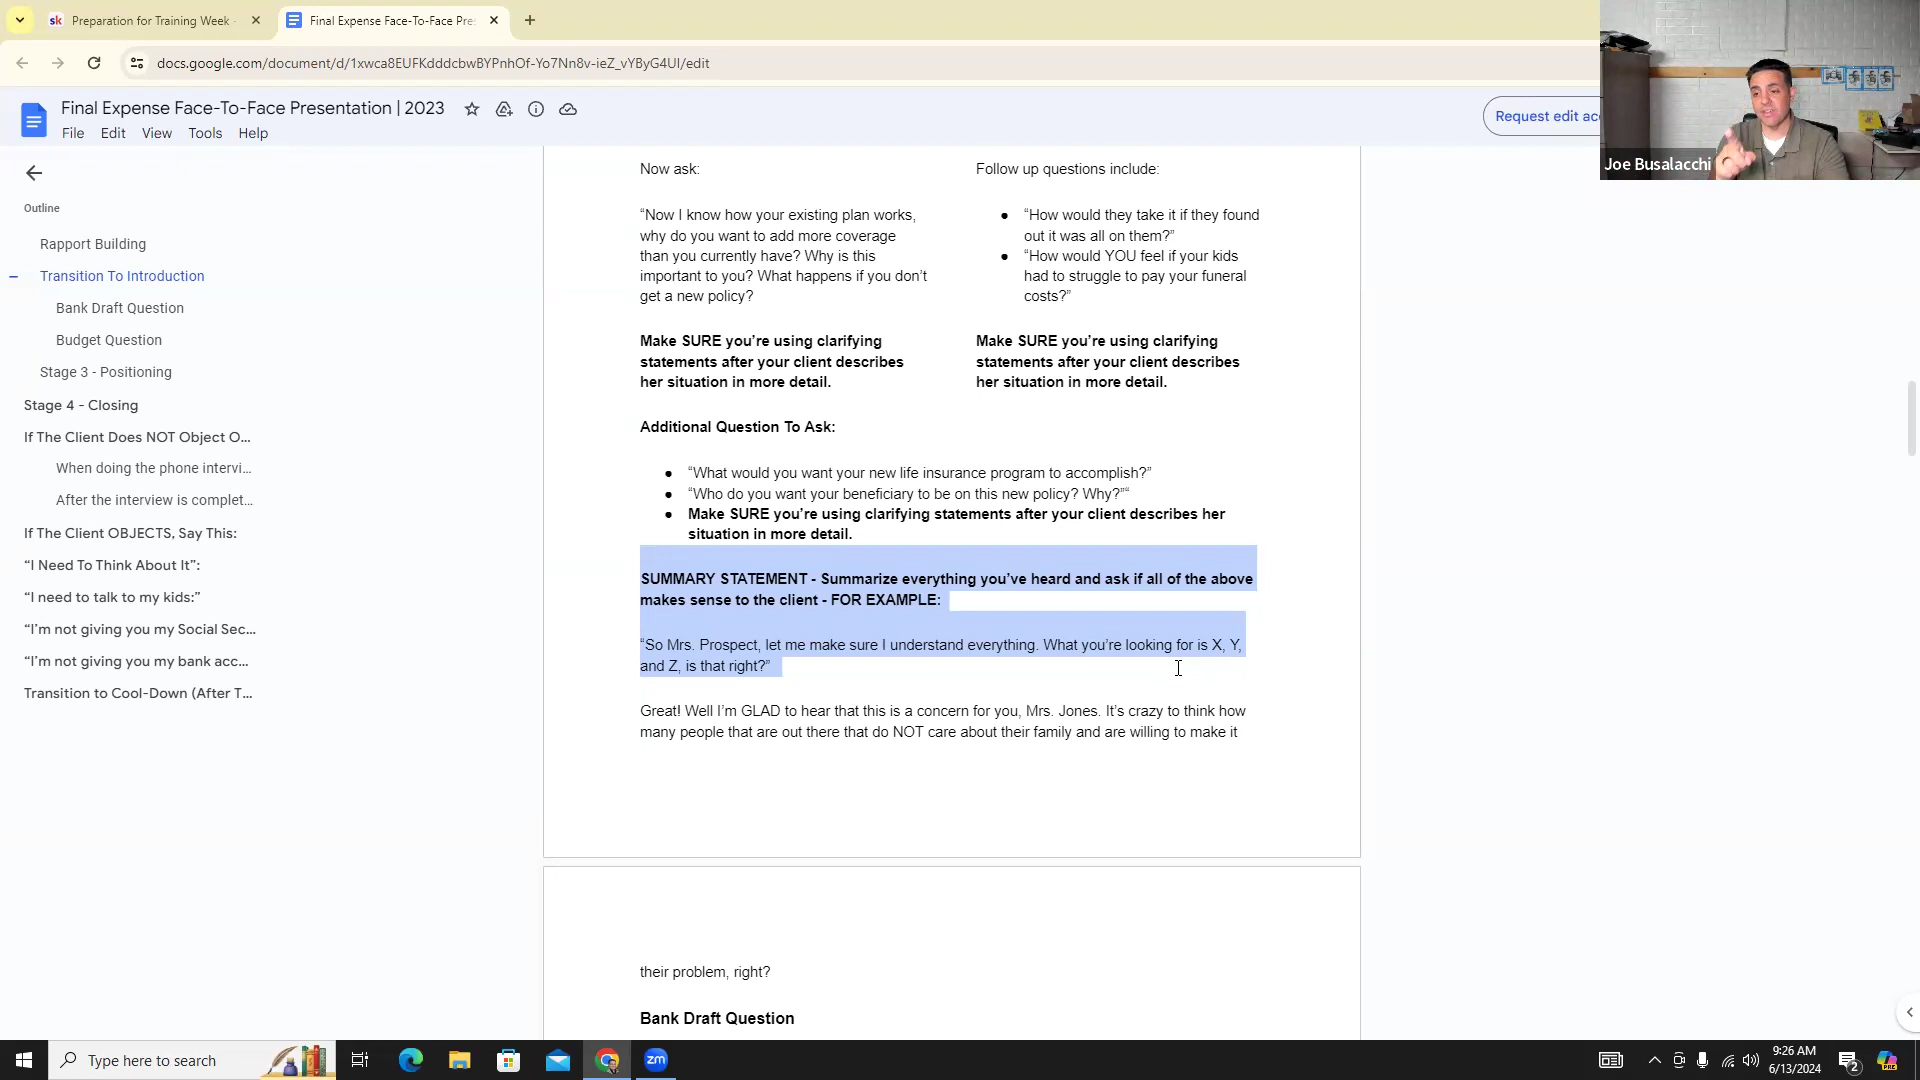 sk Preparation for Training Week -
Final Expense Face-To-Face Pre
docs.google.com/document/d/1xwca8EUFKdddcbwBYPnhOf-Yo7Nn8v-ieZ_vYByG4UI/edit
Final Expense Face-To-Face Presentation | 2023
File Edit View Tools Help
Request edit acc
Joe Busalacchi
Outline
Rapport Building
Transition To Introduction
Bank Draft Question
Budget Question
Stage 3 - Positioning
Stage 4 - Closing
If The Client Does NOT Object O...
When doing the phone intervi...
After the interview is complet...
If The Client OBJECTS, Say This:
“I Need To Think About It”:
“I need to talk to my kids:”
“I’m not giving you my Social Sec...
“I’m not giving you my bank acc...
Transition to Cool-Down (After T...
Now ask:
“Now I know how your existing plan works,
why do you want to add more coverage
than you currently have? Why is this
important to you? What happens if you don’t
get a new policy?
Make SURE you’re using clarifying
statements after your client describes
her situation in more detail.
Follow up questions include:
● “How would they take it if they found
out it was all on them?”
● “How would YOU feel if your kids
had to struggle to pay your funeral
costs?”
Make SURE you’re using clarifying
statements after your client describes
her situation in more detail.
Additional Question To Ask:
● “What would you want your new life insurance program to accomplish?”
● “Who do you want your beneficiary to be on this new policy? Why?”“
● Make SURE you’re using clarifying statements after your client describes her
situation in more detail.
SUMMARY STATEMENT - Summarize everything you’ve heard and ask if all of the above
makes sense to the client - FOR EXAMPLE:
“So Mrs. Prospect, let me make sure I understand everything. What you’re looking for is X, Y,
and Z, is that right?”
Great! Well I’m GLAD to hear that this is a concern for you, Mrs. Jones. It’s crazy to think how
many people that are out there that do NOT care about their family and are willing to make it
their problem, right?
Bank Draft Question
Type here to search
zm
9:26 AM
6/13/2024
2
PRE